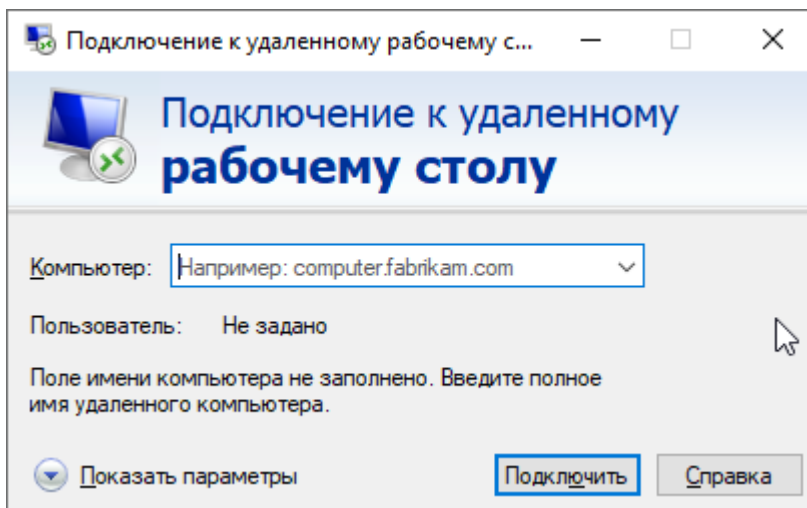 Подключение к удаленному рабочему с...
Подключение к удаленному
рабочему столу
Компьютер: Например: computer.fabrikam.com
Пользователь: Не задано
Поле имени компьютера не заполнено. Введите полное
имя удаленного компьютера.
Показать параметры Подключить Справка